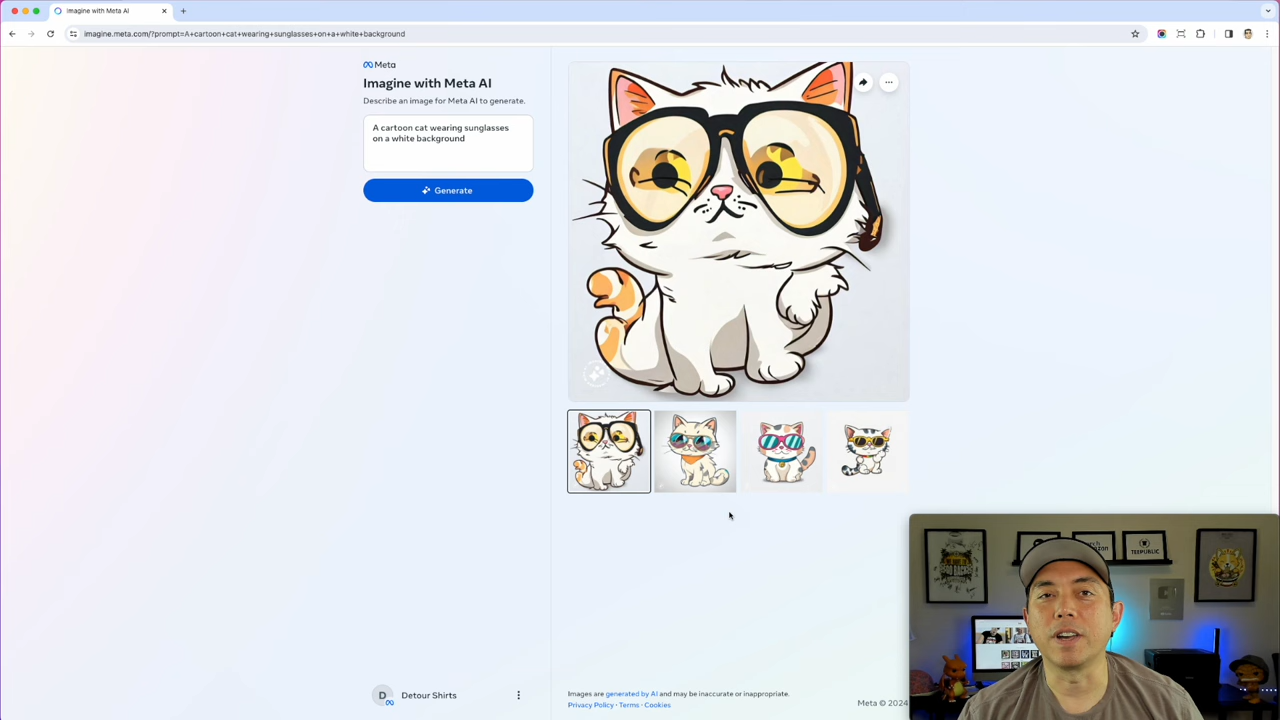 Imagine with Meta AI
imagine.meta.com/?prompt=A+cartoon+cat+wearing+sunglasses+on+a+white+background
Meta
Imagine with Meta AI
Describe an image for Meta AI to generate.
A cartoon cat wearing sunglasses
on a white background
Generate
D
Detour Shirts
Images are generated by AI and may be inaccurate or inappropriate.
Privacy Policy · Terms · Cookies
Meta © 2024
TEEPUBLIC